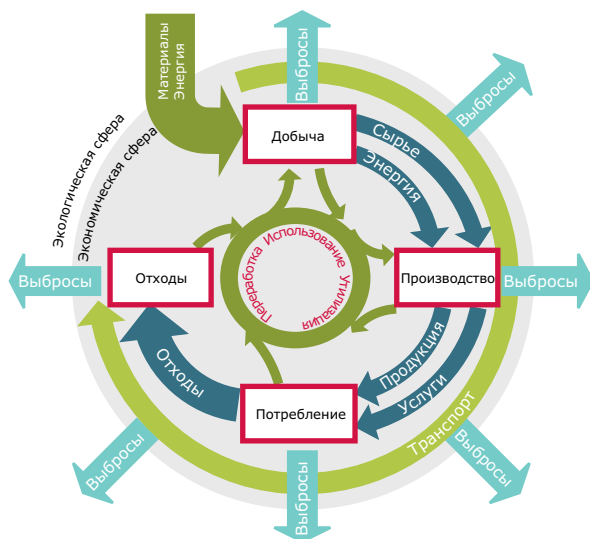 Материалы
Энергия
Выбросы
Выбросы
Экологическая сфера
Экономическая сфера
Добыча
Сырье
Энергия
Переработка Использование Утилизация
Отходы
Производство
Выбросы
Выбросы
Отходы
Продукция
Услуги
Потребление
Транспорт
Выбросы
Выбросы
Выбросы